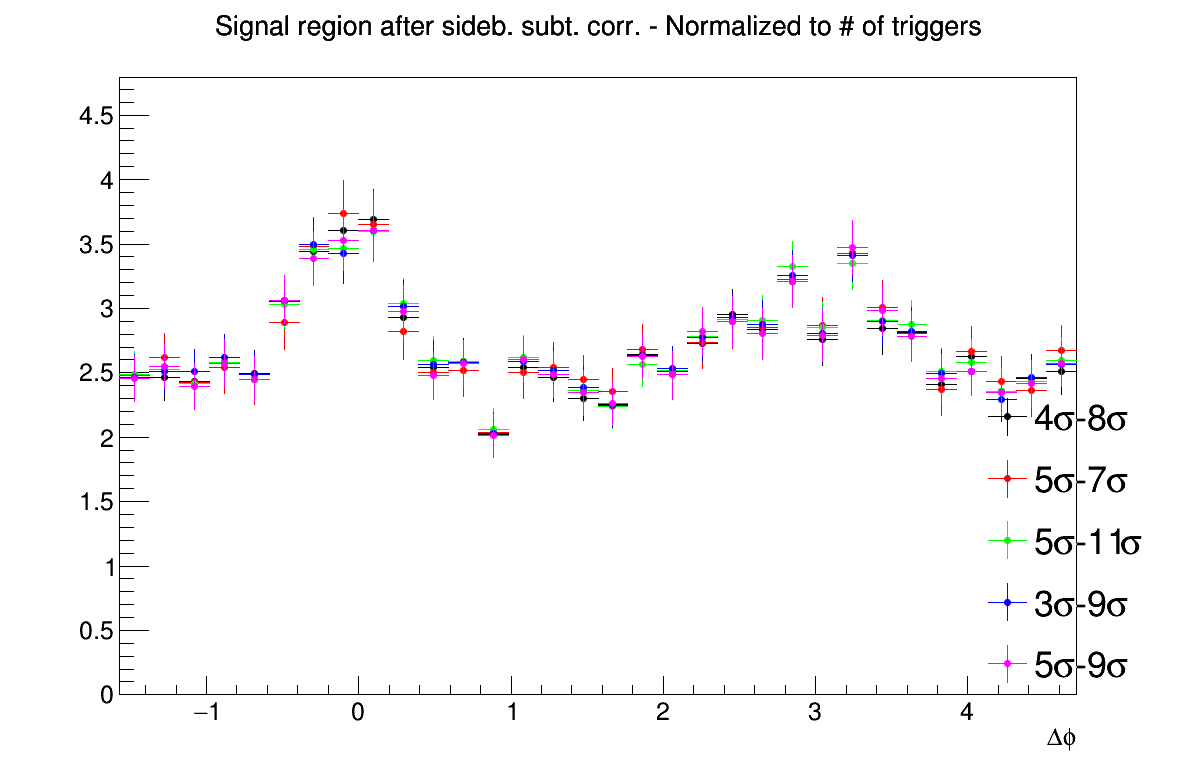 Signal region after sideb. subt. corr. - Normalized to # of triggers
4.5
4
3.5
3
2.5
2
1.5
1
0.5
0
4σ-8σ
5σ-7σ
5σ-11σ
3σ-9σ
5σ-9σ
−1 0 1 2 3 4
Δϕ